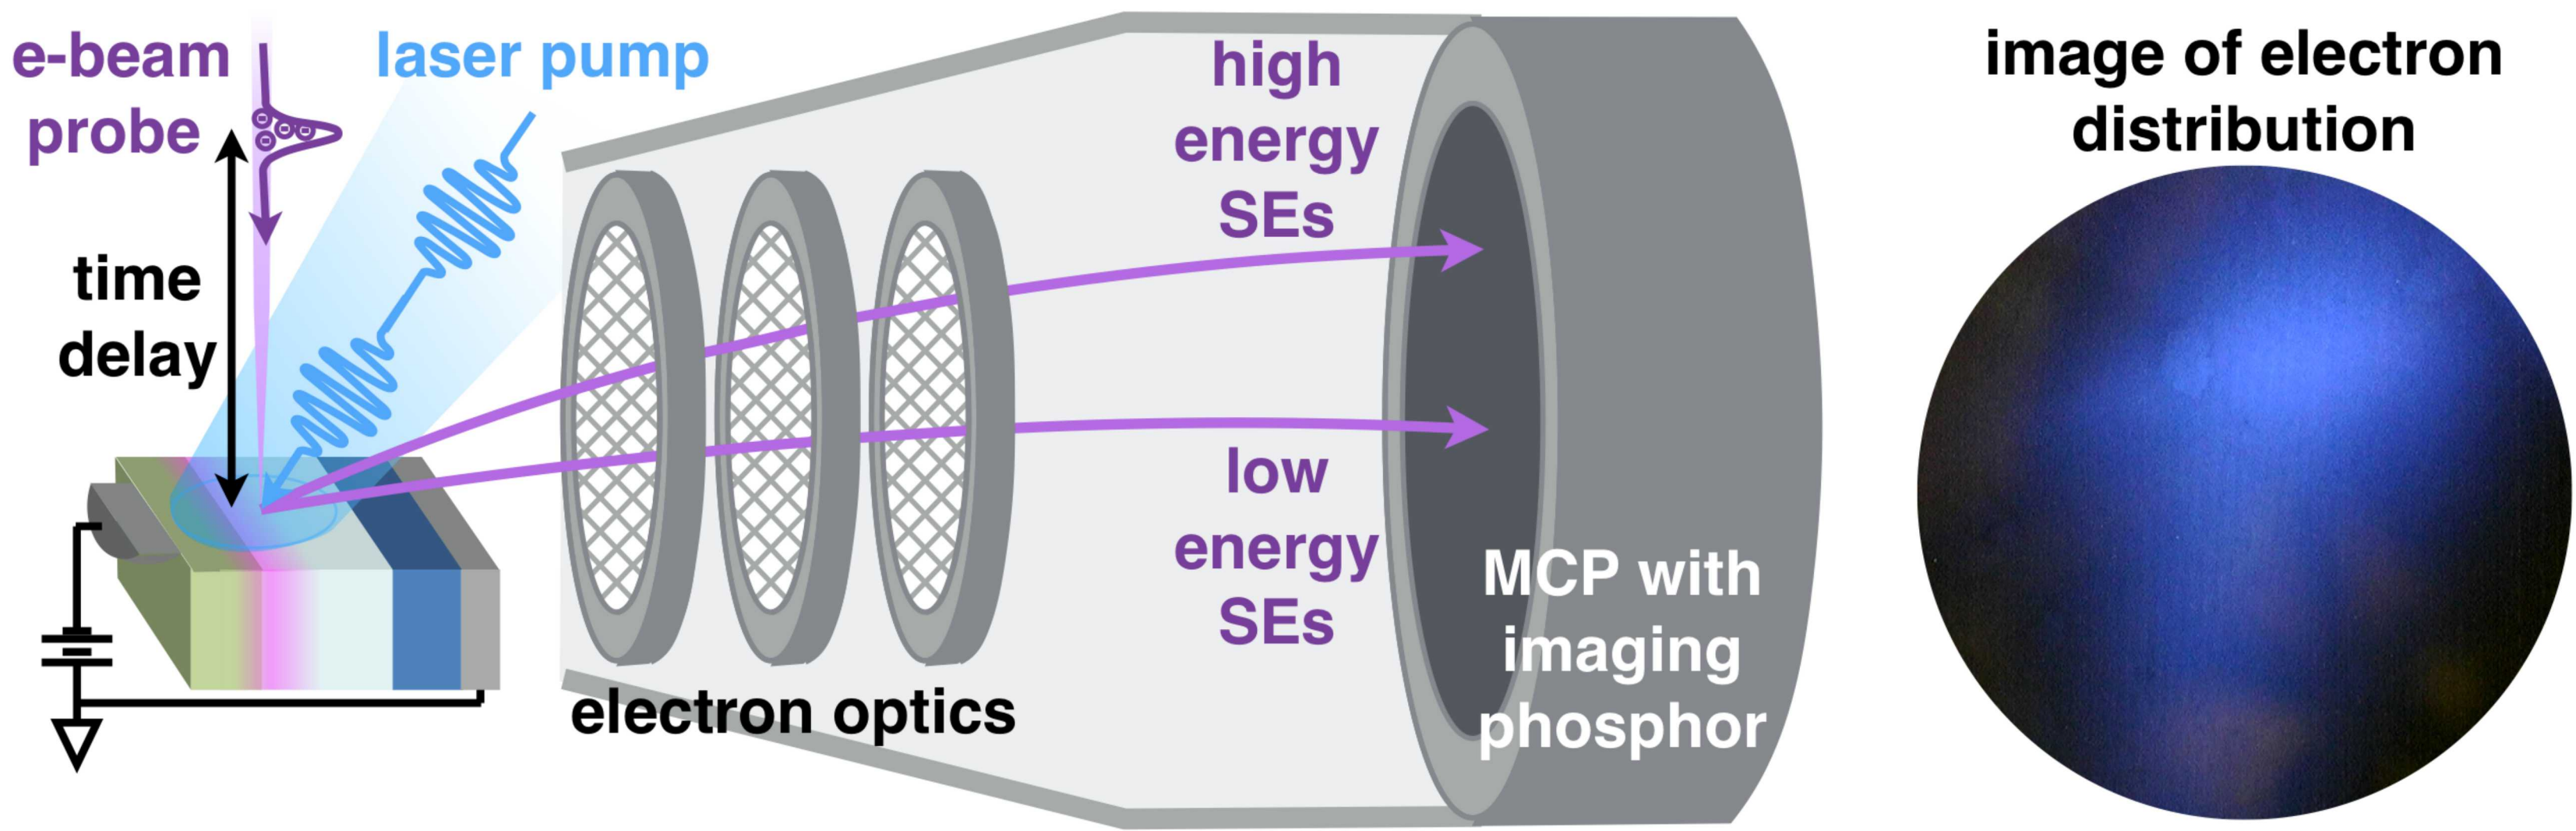 e-beam
probe
laser pump
time
delay
electron optics
high
energy
SEs
low
energy
SEs
MCP with
imaging
phosphor
image of electron
distribution